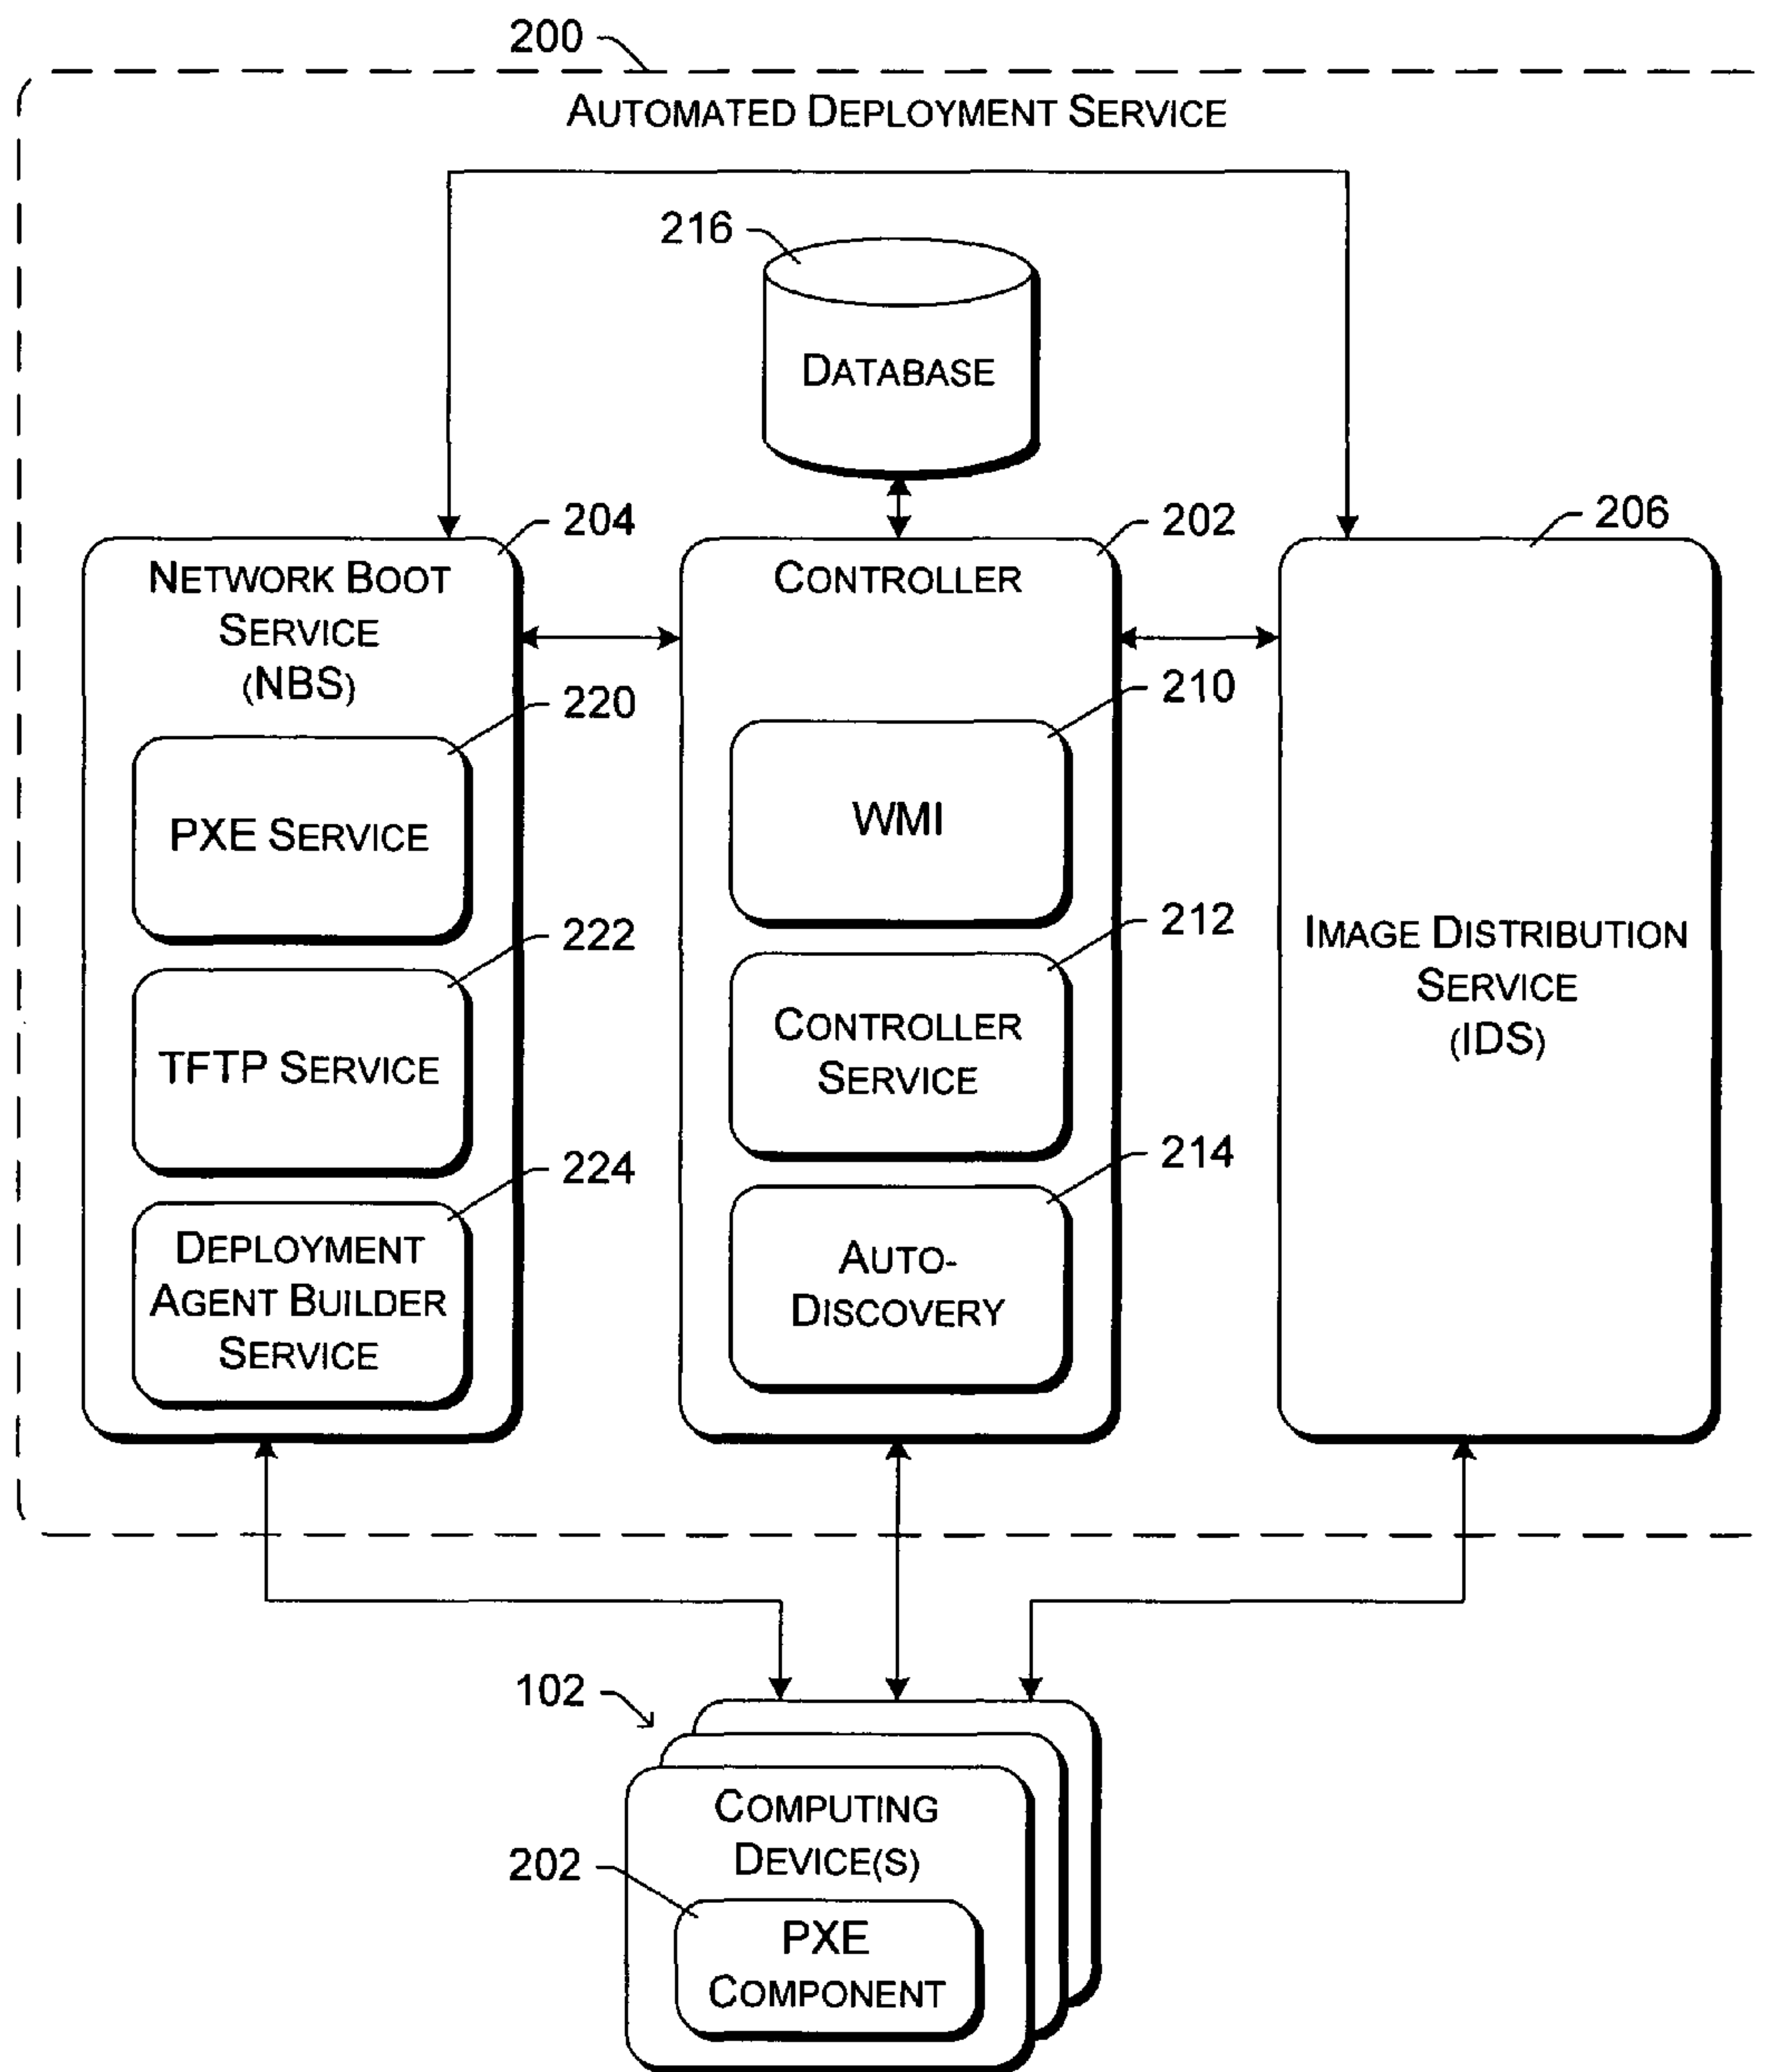 200
AUTOMATED DEPLOYMENT SERVICE
216
DATABASE
204
202
206
NETWORK BOOT
SERVICE
(NBS)
CONTROLLER
220
210
PXE SERVICE
WMI
222
212
IMAGE DISTRIBUTION
SERVICE
(IDS)
TFTP SERVICE
CONTROLLER
SERVICE
224
214
DEPLOYMENT
AGENT BUILDER
SERVICE
AUTO-
DISCOVERY
102
COMPUTING
DEVICE(S)
202
PXE
COMPONENT